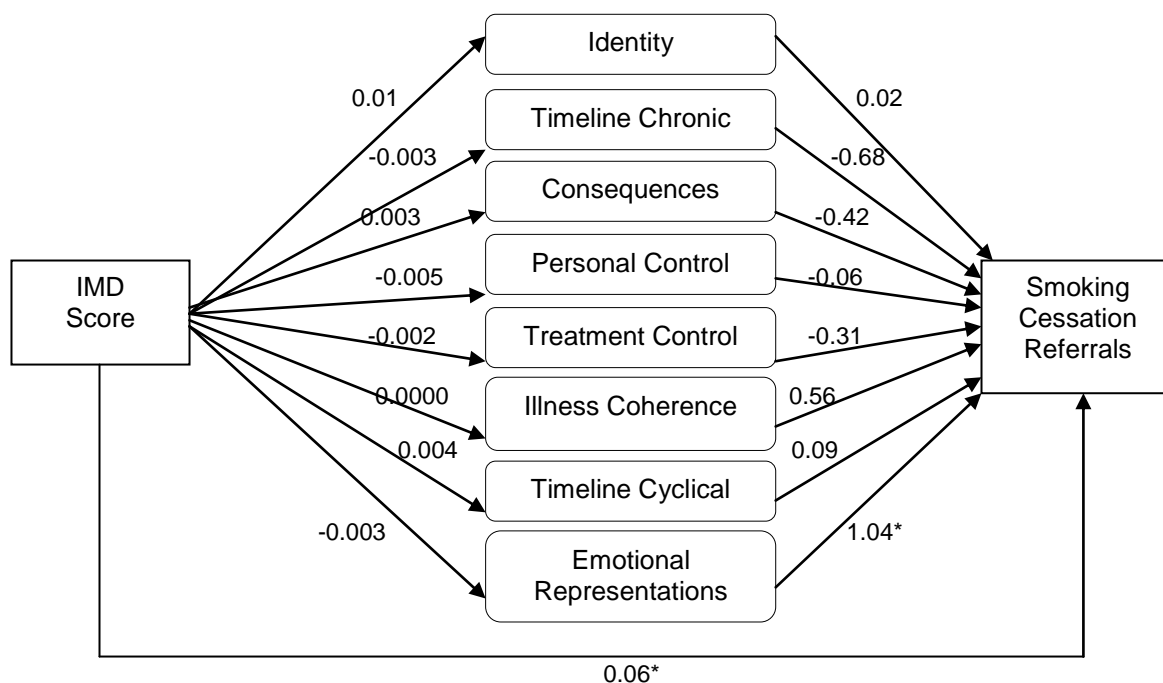 Identity
0.01
0.02
Timeline Chronic
-0.003
-0.68
Consequences
0.003
-0.42
IMD
Score
Personal Control
-0.005
-0.06
Smoking
Cessation
Referrals
Treatment Control
-0.002
-0.31
Illness Coherence
0.0000
0.56
Timeline Cyclical
0.004
0.09
Emotional
Representations
-0.003
1.04*
0.06*